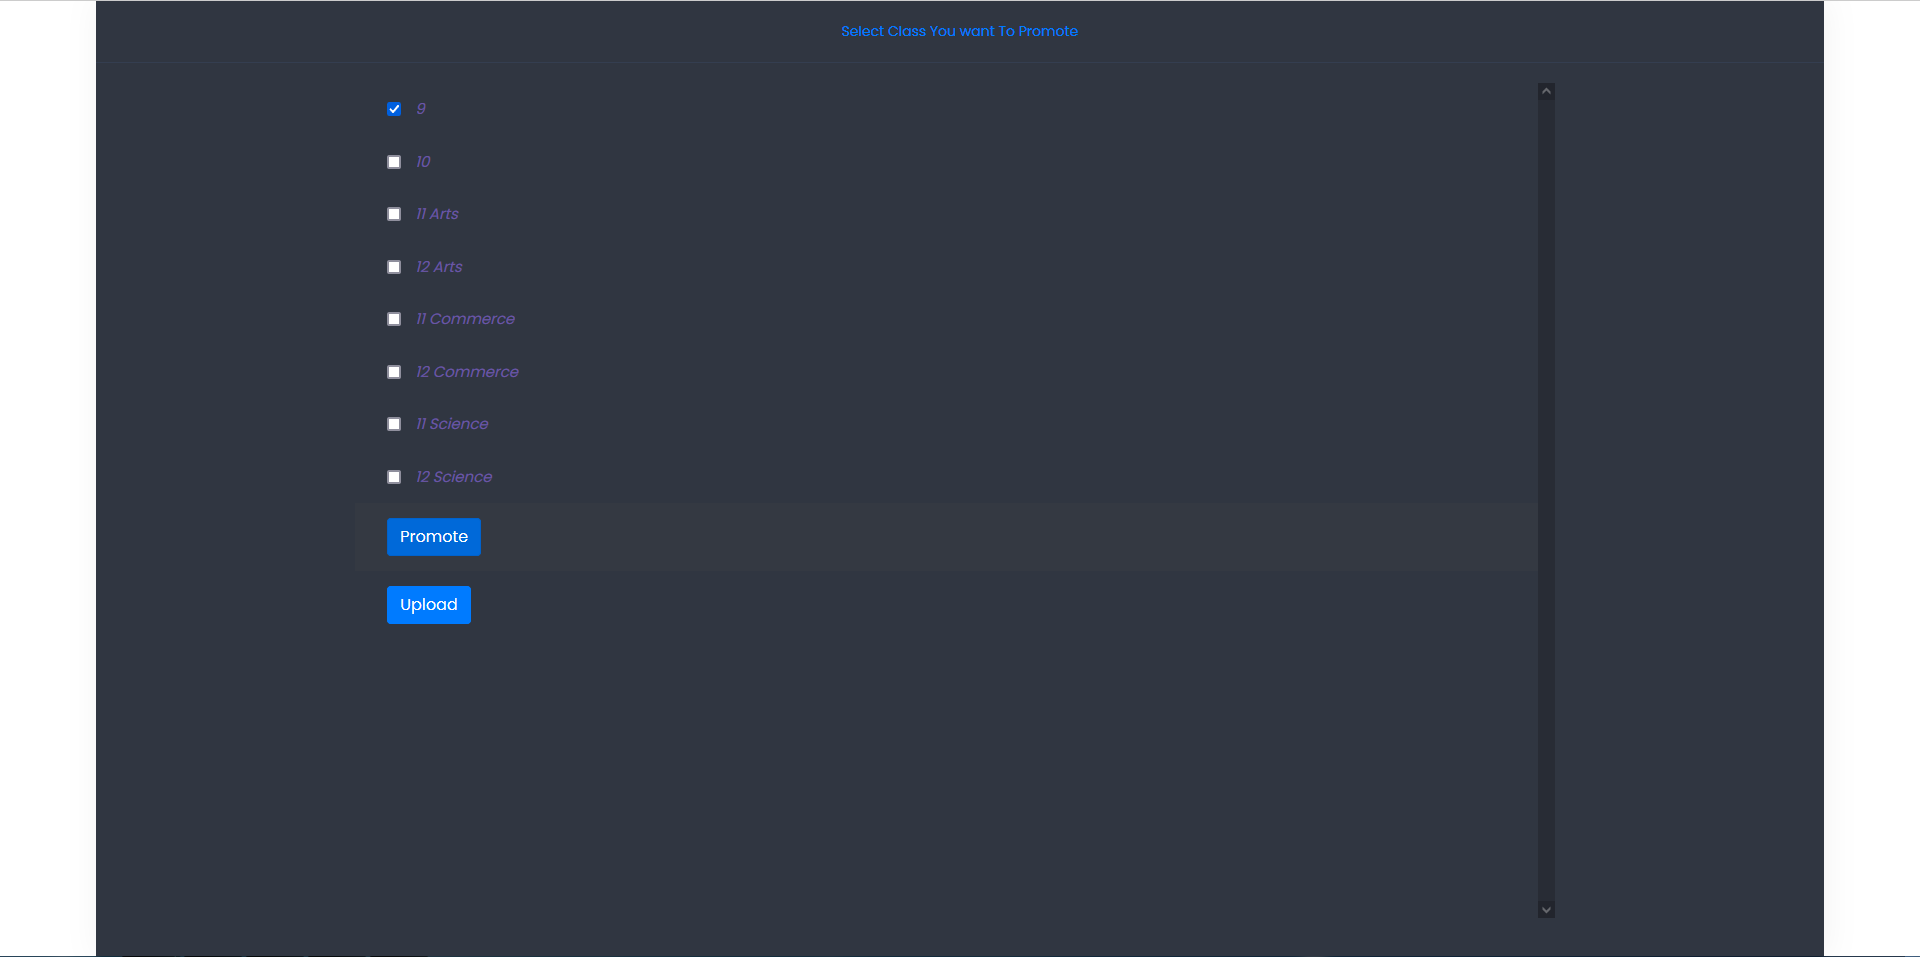 Select Class You want To Promote
9
10
11 Arts
12 Arts
11 Commerce
12 Commerce
11 Science
12 Science
Promote
Upload